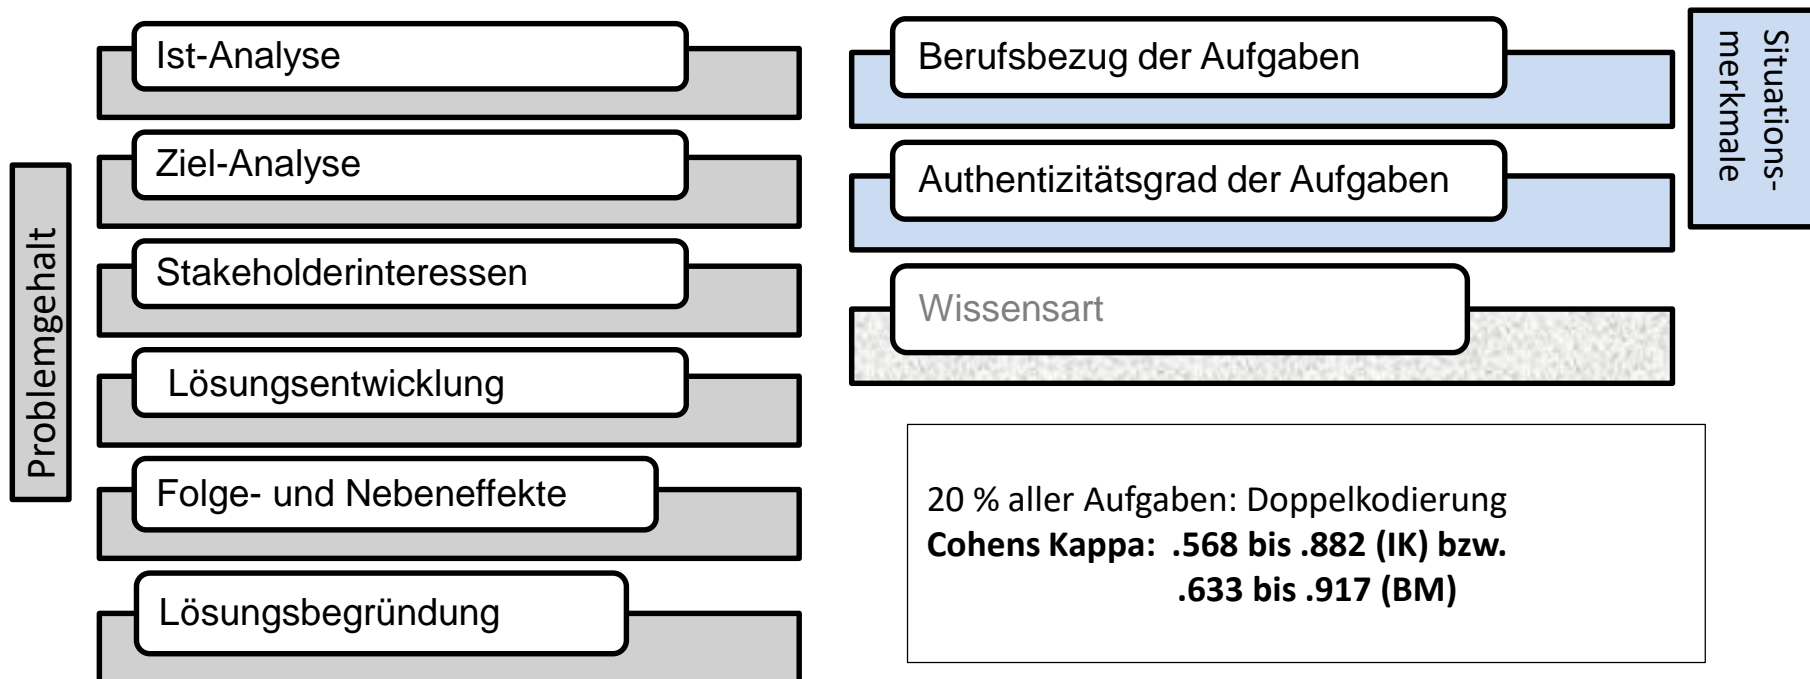 Problemgehalt
Ist-Analyse
Ziel-Analyse
Stakeholderinteressen
Lösungsentwicklung
Folge- und Nebeneffekte
Lösungsbegründung
Berufsbezug der Aufgaben
Authentizitätsgrad der Aufgaben
Wissensart
Situations-
merkmale
20 % aller Aufgaben: Doppelkodierung
Cohens Kappa: .568 bis .882 (IK) bzw.
.633 bis .917 (BM)